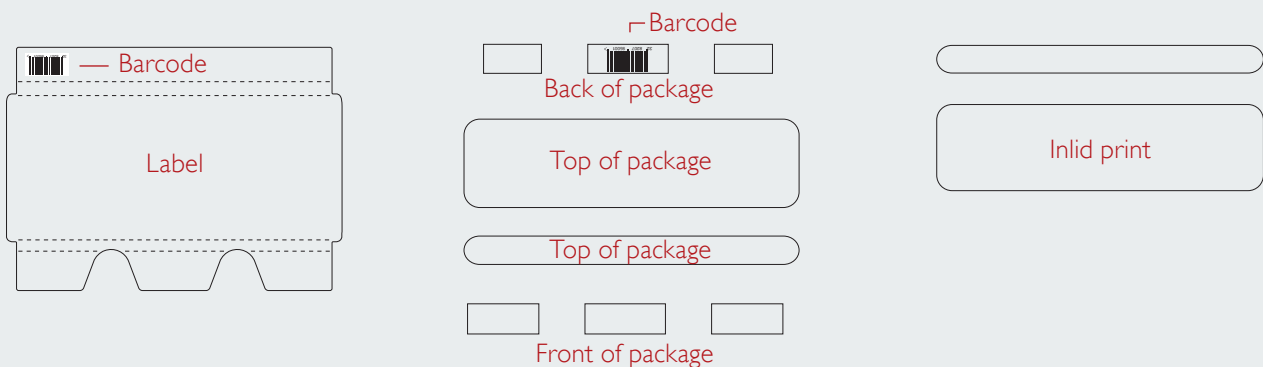 Barcode
Label
Barcode
Back of package
Top of package
Top of package
Front of package
Inlid print